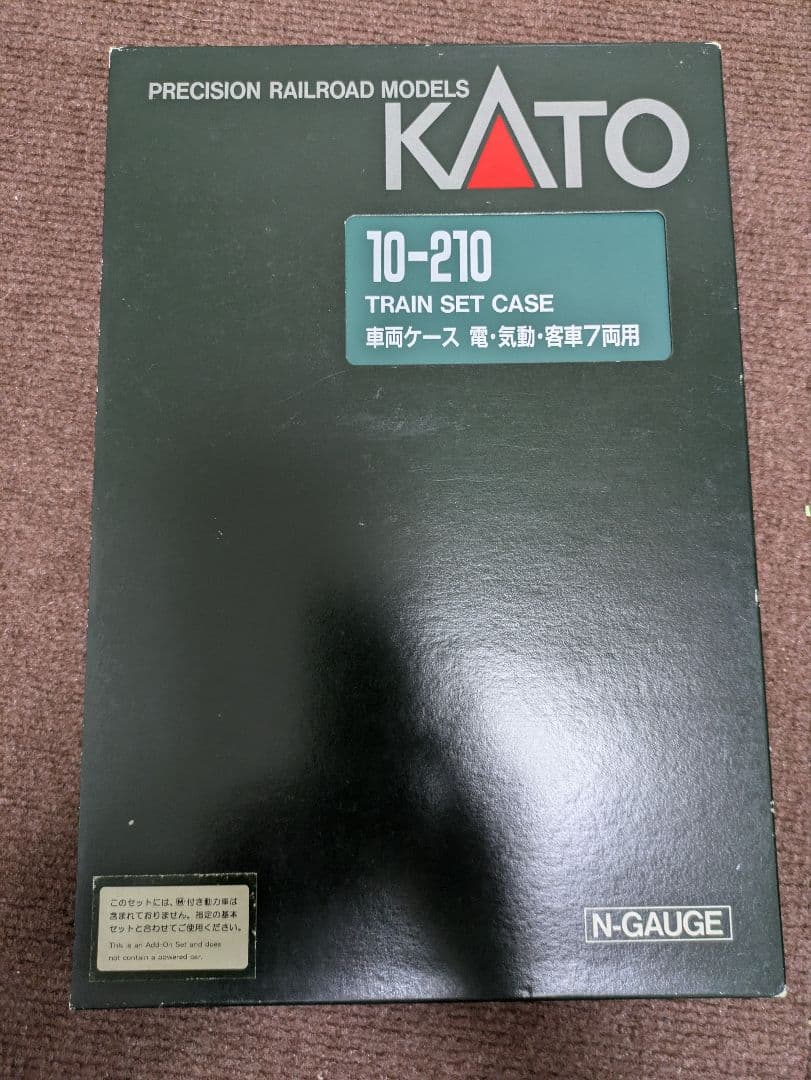 PRECISION RAILROAD MODELS
KATO
10-210
TRAIN SET CASE
車両ケース 電・気動・客車7両用
このセットには、M付き動力車は
含まれておりません。指定の基本
セットと合わせてご使用ください。
This is an Add-On Set and does
not contain a powered car.
N-GAUGE